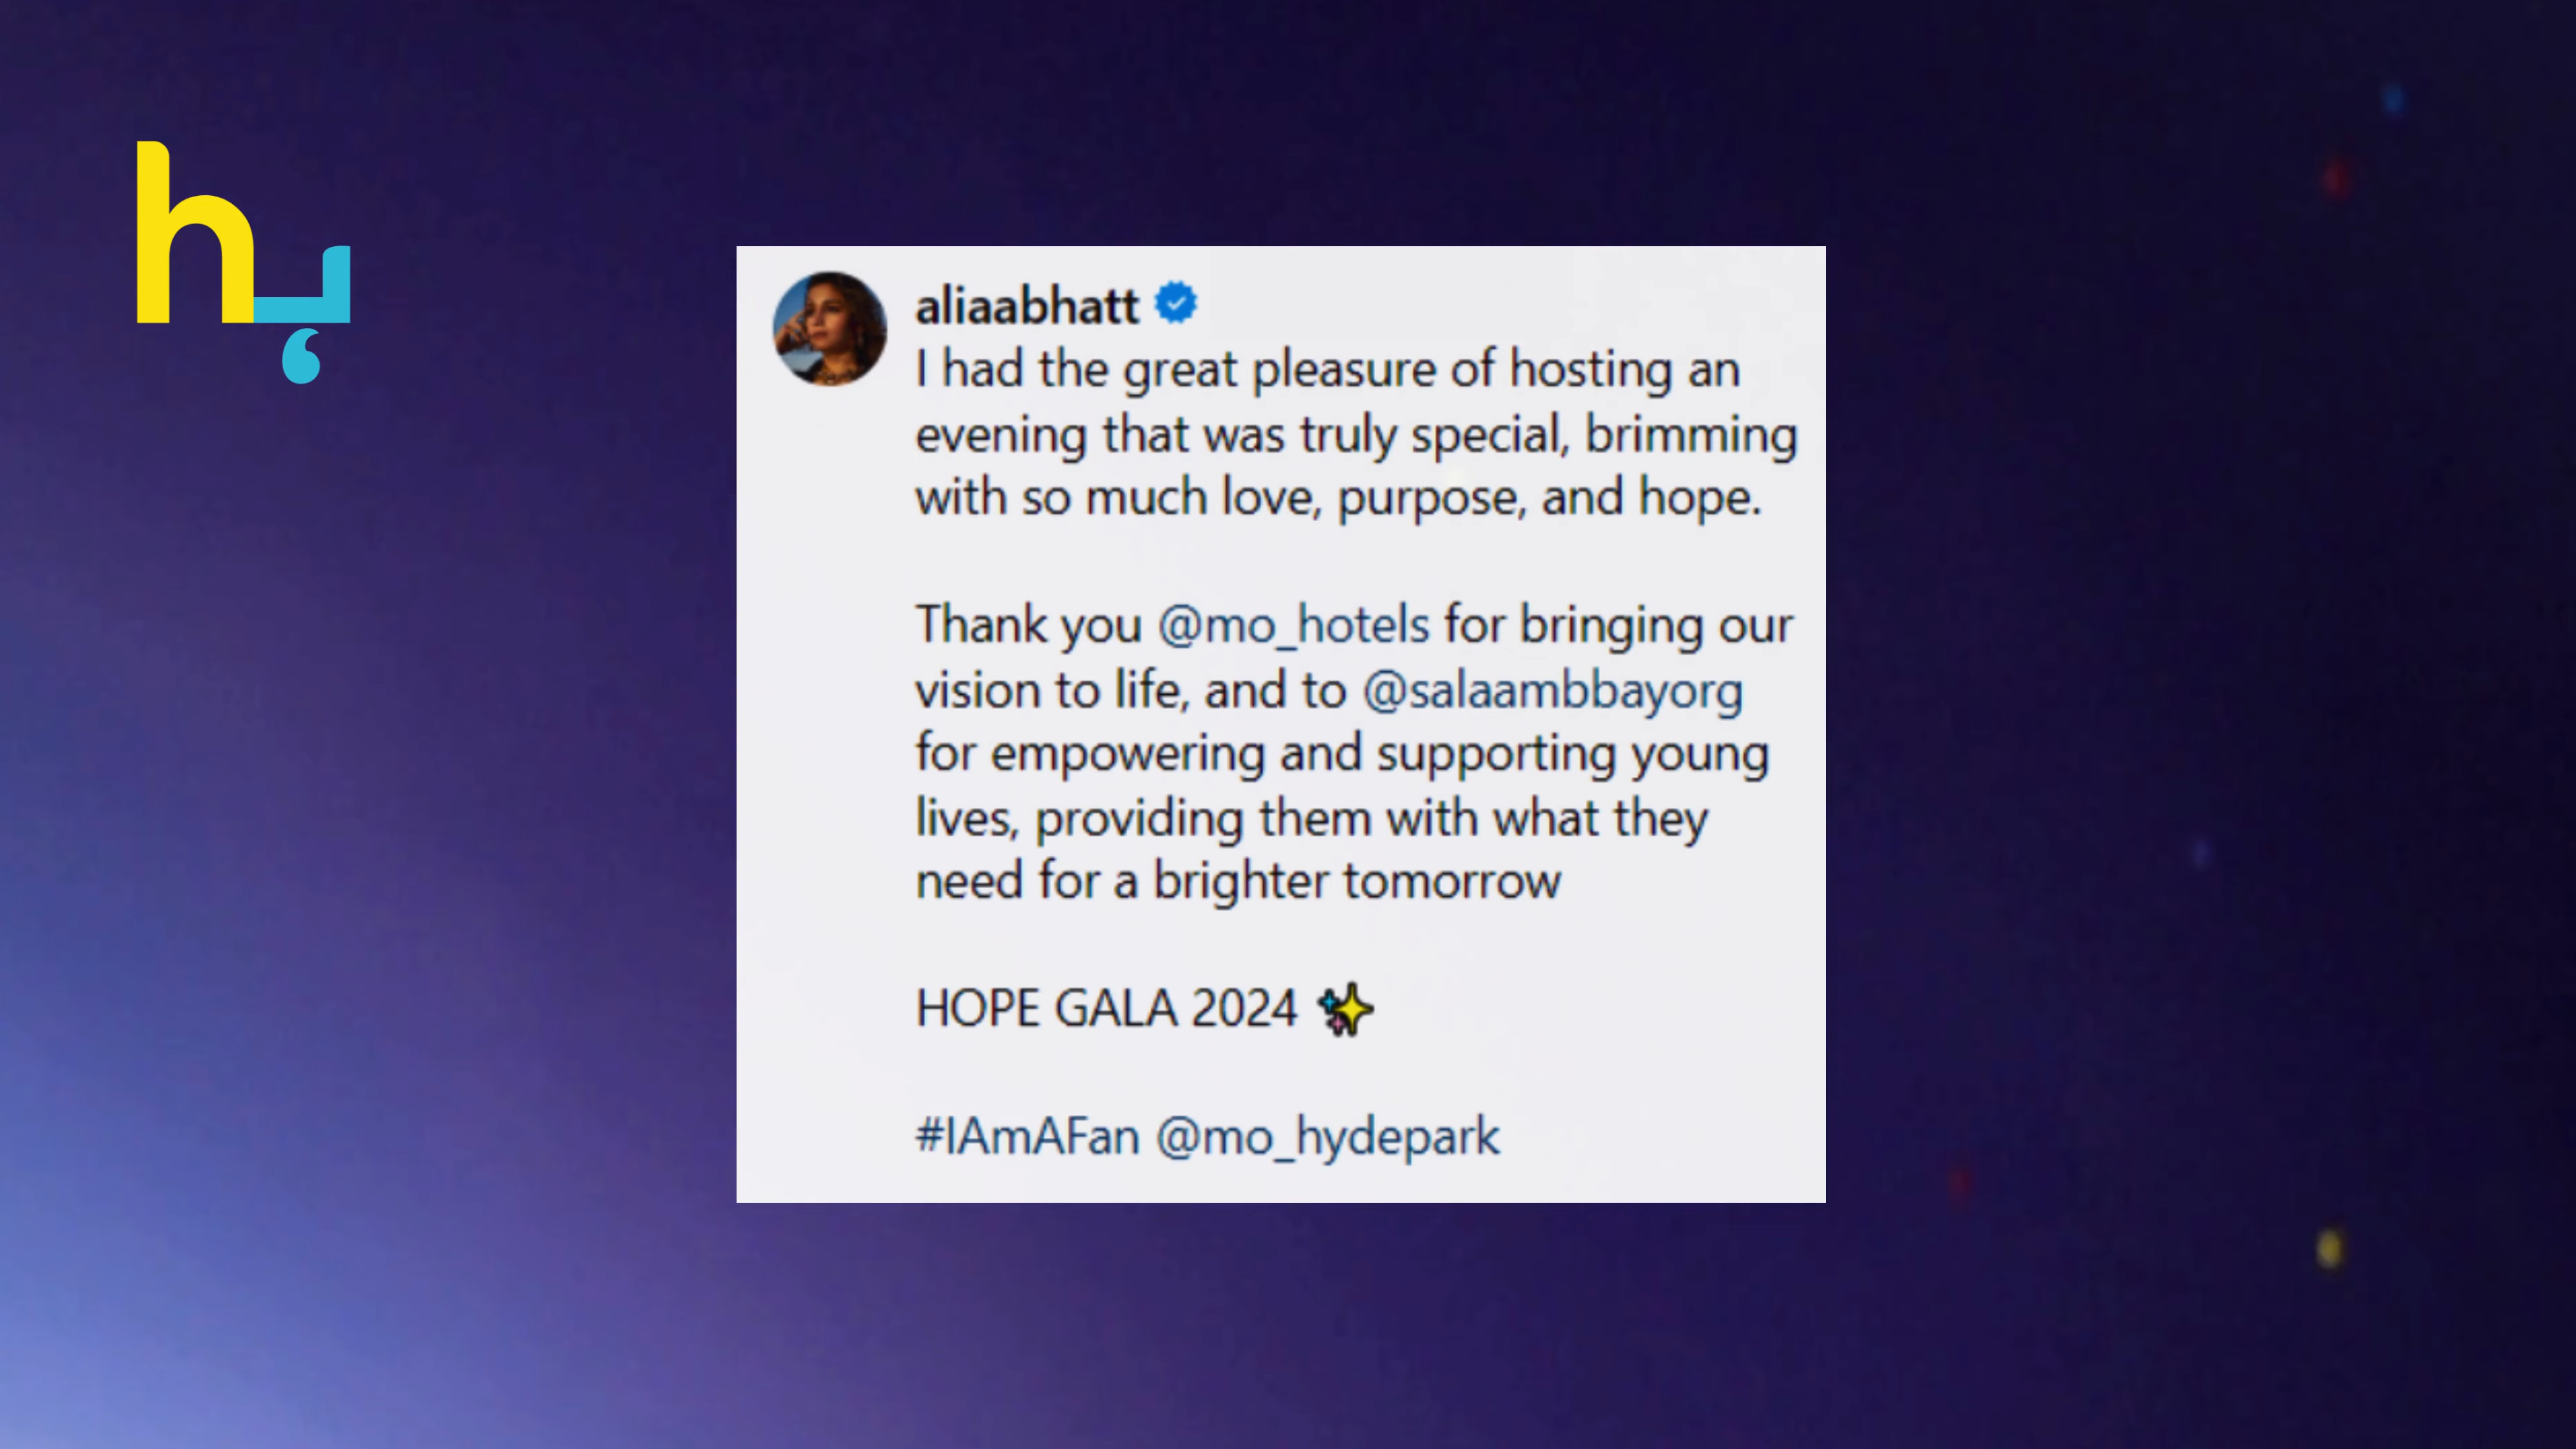 aliaabhatt
I had the great pleasure of hosting an
evening that was truly special, brimming
with so much love, purpose, and hope.
Thank you @mo_hotels for bringing our
vision to life, and to @salaambbayorg
for empowering and supporting young
lives, providing them with what they
need for a brighter tomorrow
HOPE GALA 2024 ✨
#IAmAFan @mo_hydepark